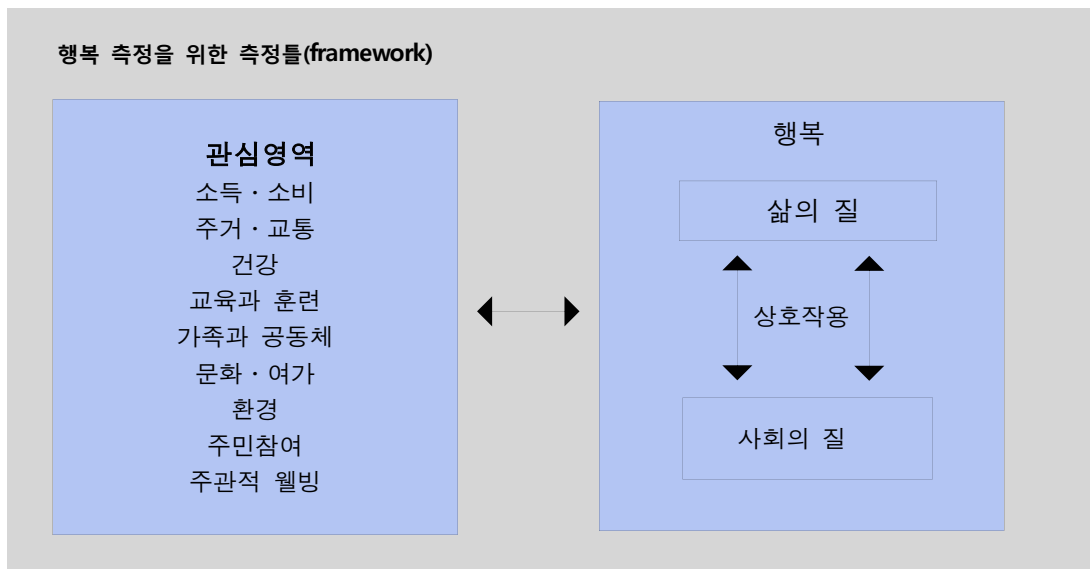 행복 측정을 위한 측정틀(framework)
관심영역
소득 · 소비
주거 · 교통
건강
교육과 훈련
가족과 공동체
문화 · 여가
환경
주민참여
주관적 웰빙
행복
삶의 질
상호작용
사회의 질